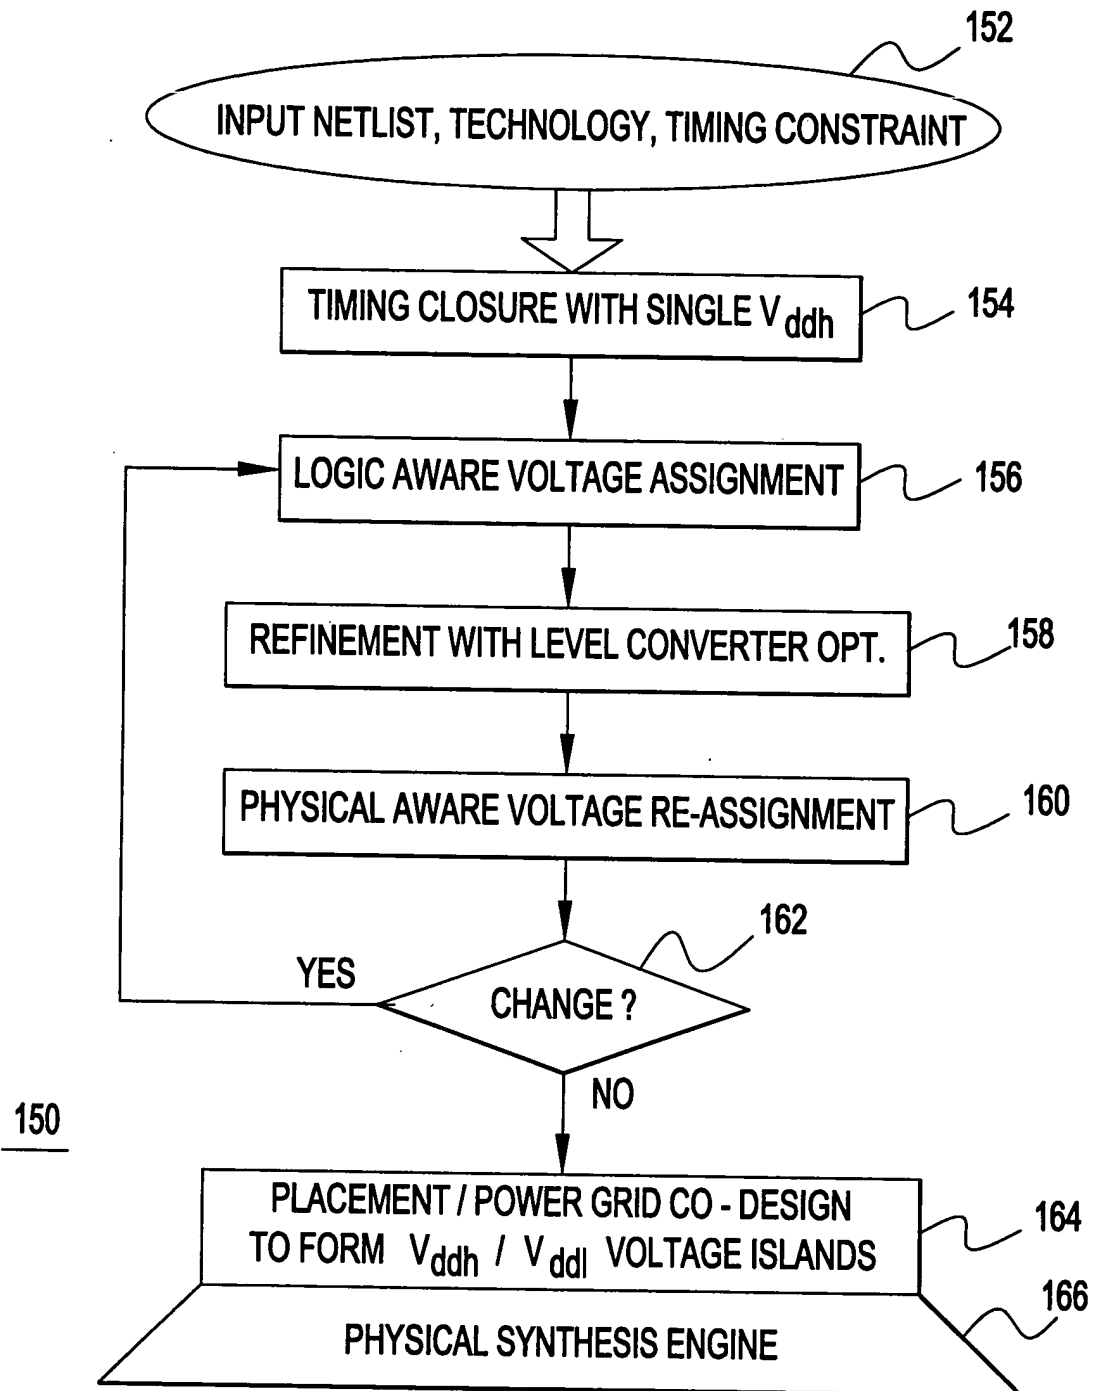 152
INPUT NETLIST, TECHNOLOGY, TIMING CONSTRAINT
TIMING CLOSURE WITH SINGLE Vddh
154
LOGIC AWARE VOLTAGE ASSIGNMENT
156
REFINEMENT WITH LEVEL CONVERTER OPT.
158
PHYSICAL AWARE VOLTAGE RE-ASSIGNMENT
160
162
YES
CHANGE ?
NO
150
PLACEMENT / POWER GRID CO - DESIGN
TO FORM Vddh / Vddl VOLTAGE ISLANDS
164
166
PHYSICAL SYNTHESIS ENGINE